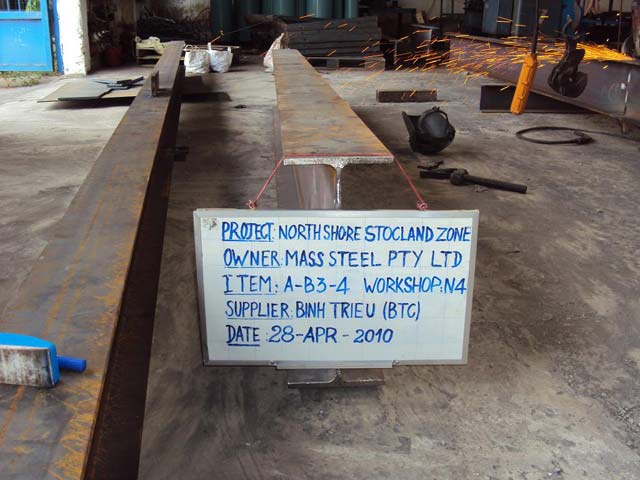 PROJECT: NORTH SHORE STOCLAND ZONE
OWNER: MASS STEEL PTY LTD
ITEM: A-B3-4 WORKSHOP: N4
SUPPLIER: BINH TRIEU (BTC)
DATE: 28-APR-2010